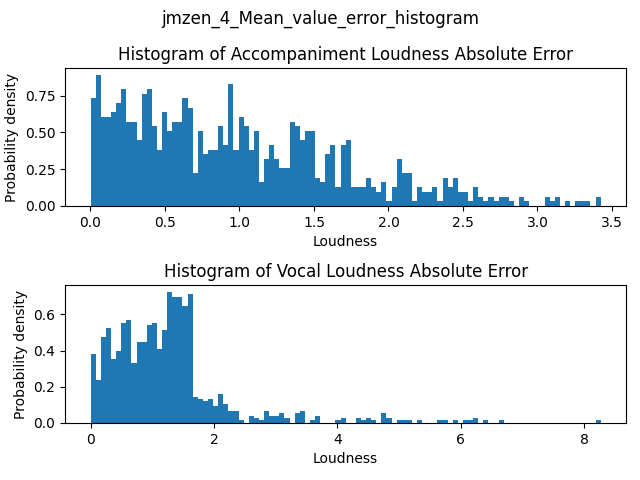 jmzen_4_Mean_value_error_histogram
Histogram of Accompaniment Loudness Absolute Error
Probability density
0.75
0.50
0.25
0.00
0.0 0.5 1.0 1.5 2.0 2.5 3.0 3.5
Loudness
Histogram of Vocal Loudness Absolute Error
Probability density
0.6
0.4
0.2
0.0
0 2 4 6 8
Loudness